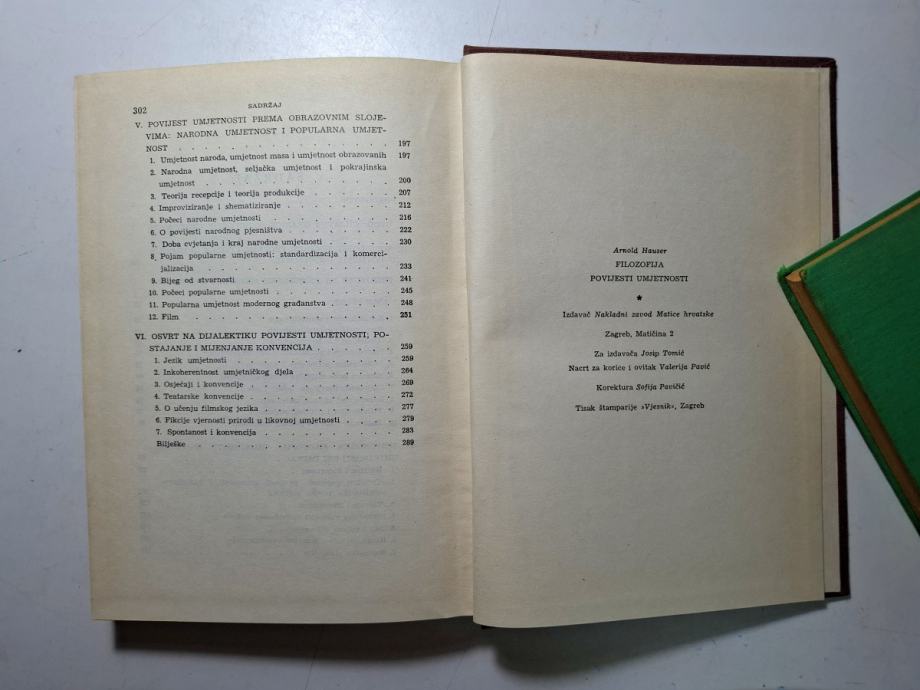 302
SADRŽAJ
V. POVIJEST UMJETNOSTI PREMA OBRAZOVNIM SLOJE-
VIMA: NARODNA UMJETNOST I POPULARNA UMJET-
NOST . . . . . . . . . . . . 197
1. Umjetnost naroda, umjetnost masa i umjetnost obrazovanih 197
2. Narodna umjetnost, seljačka umjetnost i pokrajinska
umjetnost . . . . . . . . . . . 200
3. Teorija recepcije i teorija produkcije . . . . . 207
4. Improviziranje i shematiziranje . . . . . . 212
5. Počeci narodne umjetnosti . . . . . . . 216
6. O povijesti narodnog pjesništva . . . . . . 222
7. Doba cvjetanja i kraj narodne umjetnosti . . . . 230
8. Pojam popularne umjetnosti: standardizacija i komerci-
jalizacija . . . . . . . . . . . 233
9. Bijeg od stvarnosti . . . . . . . . 241
10. Počeci popularne umjetnosti . . . . . . 245
11. Popularna umjetnost modernog građanstva . . . 248
12. Film . . . . . . . . . . . . 251
VI. OSVRT NA DIJALEKTIKU POVIJESTI UMJETNOSTI; PO-
STAJANJE I MIJENJANJE KONVENCIJA . . . . . 259
1. Jezik umjetnosti . . . . . . . . . 259
2. Inkoherentnost umjetničkog djela . . . . . 264
3. Osjećaji i konvencije . . . . . . . . 269
4. Teatarske konvencije . . . . . . . . 272
5. O učenju filmskog jezika . . . . . . . 277
6. Fikcije vjernosti prirodi u likovnoj umjetnosti . . . 279
7. Spontanost i konvencija . . . . . . . 283
Bilješke . . . . . . . . . . . . 289
Arnold Hauser
FILOZOFIJA
POVIJESTI UMJETNOSTI
*
Izdavač Nakladni zavod Matice hrvatske
Zagreb, Matičina 2
Za izdavača Josip Tomić
Nacrt za korice i ovitak Valerija Pavić
Korektura Sofija Pavičić
Tisak štamparije »Vjesnik«, Zagreb